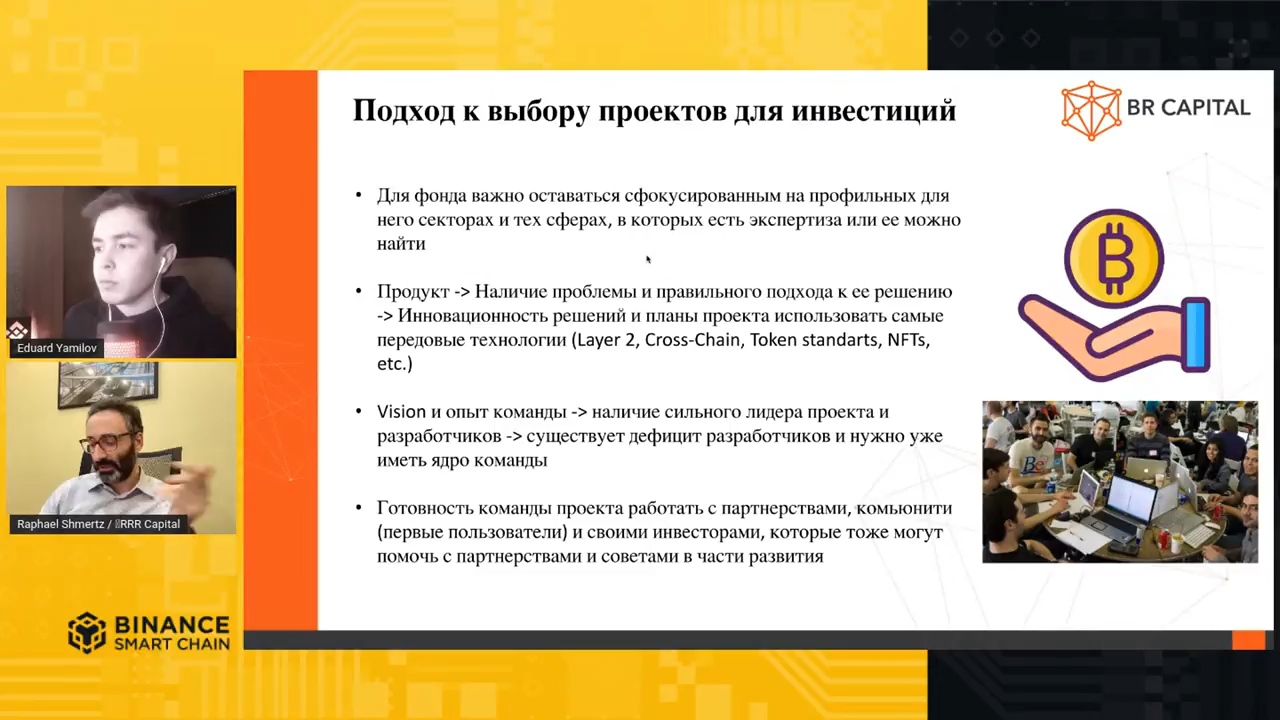 Подход к выбору проектов для инвестиций
BR CAPITAL
• Для фонда важно оставаться сфокусированным на профильных для
него секторах и тех сферах, в которых есть экспертиза или ее можно
найти
• Продукт -> Наличие проблемы и правильного подхода к ее решению
-> Инновационность решений и планы проекта использовать самые
передовые технологии (Layer 2, Cross-Chain, Token standarts, NFTs,
etc.)
• Vision и опыт команды -> наличие сильного лидера проекта и
разработчиков -> существует дефицит разработчиков и нужно уже
иметь ядро команды
• Готовность команды проекта работать с партнерствами, комьюнити
(первые пользователи) и своими инвесторами, которые тоже могут
помочь с партнерствами и советами в части развития
Eduard Yamilov
Raphael Shmertz / RRR Capital
BINANCE
SMART CHAIN